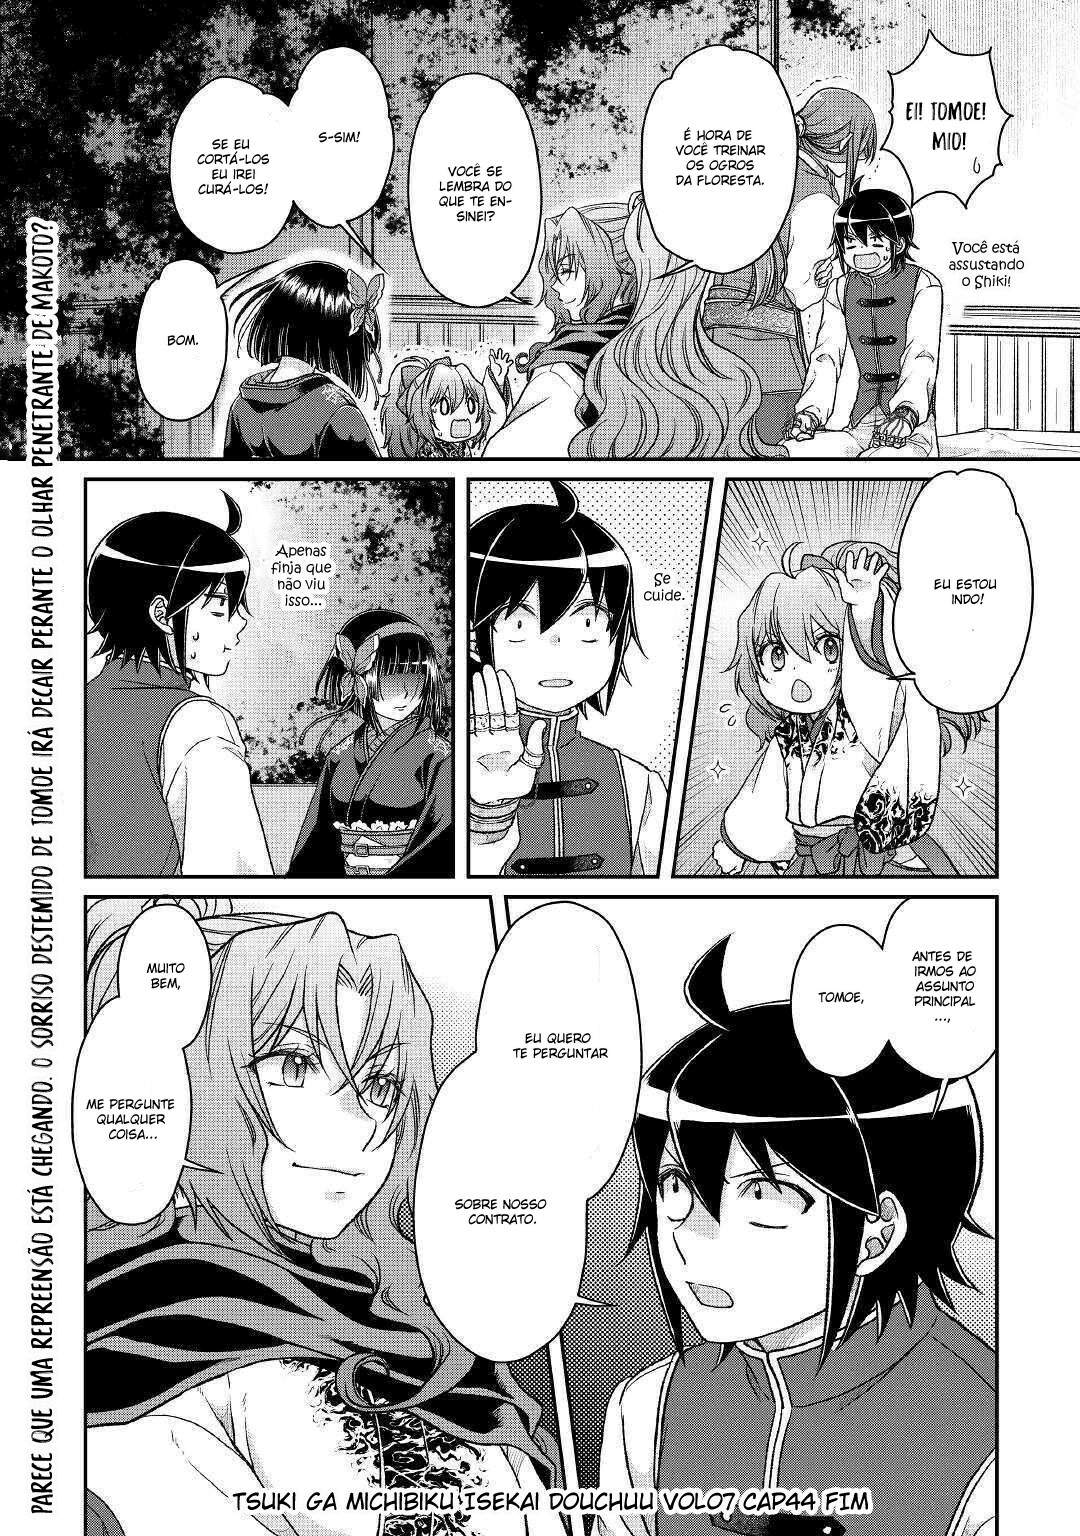 EI! TOMOE!
MIO!
Você está
assustando
o Shiki!
É HORA DE
VOCÊ TREINAR
OS OGROS
DA FLORESTA.
VOCÊ SE
LEMBRA DO
QUE TE EN-
SINEI?
S-SIM!
SE EU
CORTÁ-LOS
EU IREI
CURÁ-LOS!
BOM.
EU ESTOU
INDO!
Se
cuide.
Apenas
finja que
não viu
isso...
ANTES DE
IRMOS AO
ASSUNTO
PRINCIPAL
...,
TOMOE,
EU QUERO
TE PERGUNTAR
SOBRE NOSSO
CONTRATO.
MUITO
BEM,
ME PERGUNTE
QUALQUER
COISA...
PARECE QUE UMA REPREENSÃO ESTÁ CHEGANDO. O SORRISO DESTEMIDO DE TOMOE IRÁ DECAIR PERANTE O OLHAR PENETRANTE DE MAKOTO?
TSUKI GA MICHIBIKU ISEKAI DOUCHUU VOL07 CAP44 FIM